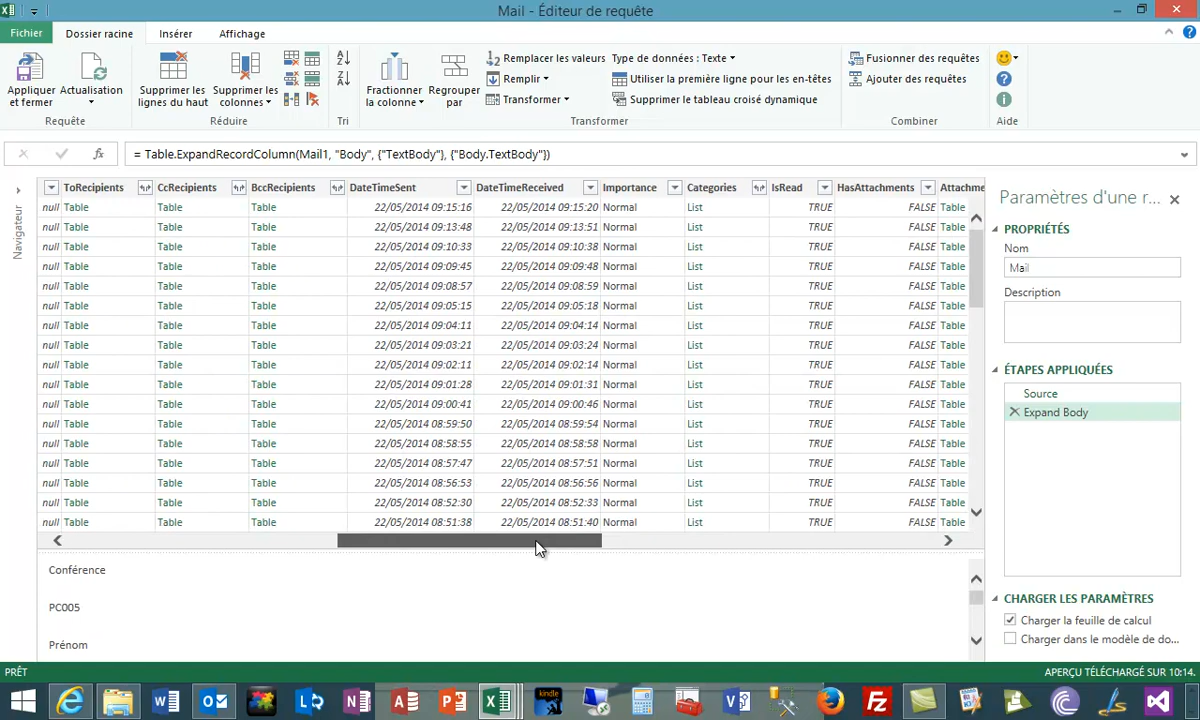 Mail - Éditeur de requête
Fichier Dossier racine Insérer Affichage
Appliquer et fermer
Actualisation
Requête
Supprimer les lignes du haut
Supprimer les colonnes
Réduire
Tri
Fractionner la colonne
Regrouper par
Remplacer les valeurs
Remplir
Transformer
Type de données : Texte
Utiliser la première ligne pour les en-têtes
Supprimer le tableau croisé dynamique
Transformer
Fusionner des requêtes
Ajouter des requêtes
Combiner
Aide
fx = Table.ExpandRecordColumn(Mail1, "Body", {"TextBody"}, {"Body.TextBody"})
Navigateur
ToRecipients CcRecipients BccRecipients DateTimeSent DateTimeReceived Importance Categories IsRead HasAttachments Attachme
null Table Table Table 22/05/2014 09:15:16 22/05/2014 09:15:20 Normal List TRUE FALSE Table
null Table Table Table 22/05/2014 09:13:48 22/05/2014 09:13:51 Normal List TRUE FALSE Table
null Table Table Table 22/05/2014 09:10:33 22/05/2014 09:10:38 Normal List TRUE FALSE Table
null Table Table Table 22/05/2014 09:09:45 22/05/2014 09:09:48 Normal List TRUE FALSE Table
null Table Table Table 22/05/2014 09:08:57 22/05/2014 09:08:59 Normal List TRUE FALSE Table
null Table Table Table 22/05/2014 09:05:15 22/05/2014 09:05:18 Normal List TRUE FALSE Table
null Table Table Table 22/05/2014 09:04:11 22/05/2014 09:04:14 Normal List TRUE FALSE Table
null Table Table Table 22/05/2014 09:03:21 22/05/2014 09:03:24 Normal List TRUE FALSE Table
null Table Table Table 22/05/2014 09:02:11 22/05/2014 09:02:14 Normal List TRUE FALSE Table
null Table Table Table 22/05/2014 09:01:28 22/05/2014 09:01:31 Normal List TRUE FALSE Table
null Table Table Table 22/05/2014 09:00:41 22/05/2014 09:00:46 Normal List TRUE FALSE Table
null Table Table Table 22/05/2014 08:59:50 22/05/2014 08:59:54 Normal List TRUE FALSE Table
null Table Table Table 22/05/2014 08:58:55 22/05/2014 08:58:58 Normal List TRUE FALSE Table
null Table Table Table 22/05/2014 08:57:47 22/05/2014 08:57:51 Normal List TRUE FALSE Table
null Table Table Table 22/05/2014 08:56:53 22/05/2014 08:56:56 Normal List TRUE FALSE Table
null Table Table Table 22/05/2014 08:52:30 22/05/2014 08:52:33 Normal List TRUE FALSE Table
null Table Table Table 22/05/2014 08:51:38 22/05/2014 08:51:40 Normal List TRUE FALSE Table
Conférence
PC005
Prénom
Paramètres d'une r...
PROPRIÉTÉS
Nom
Mail
Description
ÉTAPES APPLIQUÉES
Source
Expand Body
CHARGER LES PARAMÈTRES
Charger la feuille de calcul
Charger dans le modèle de do...
PRÊT
APERÇU TÉLÉCHARGÉ SUR 10:14.
kindle